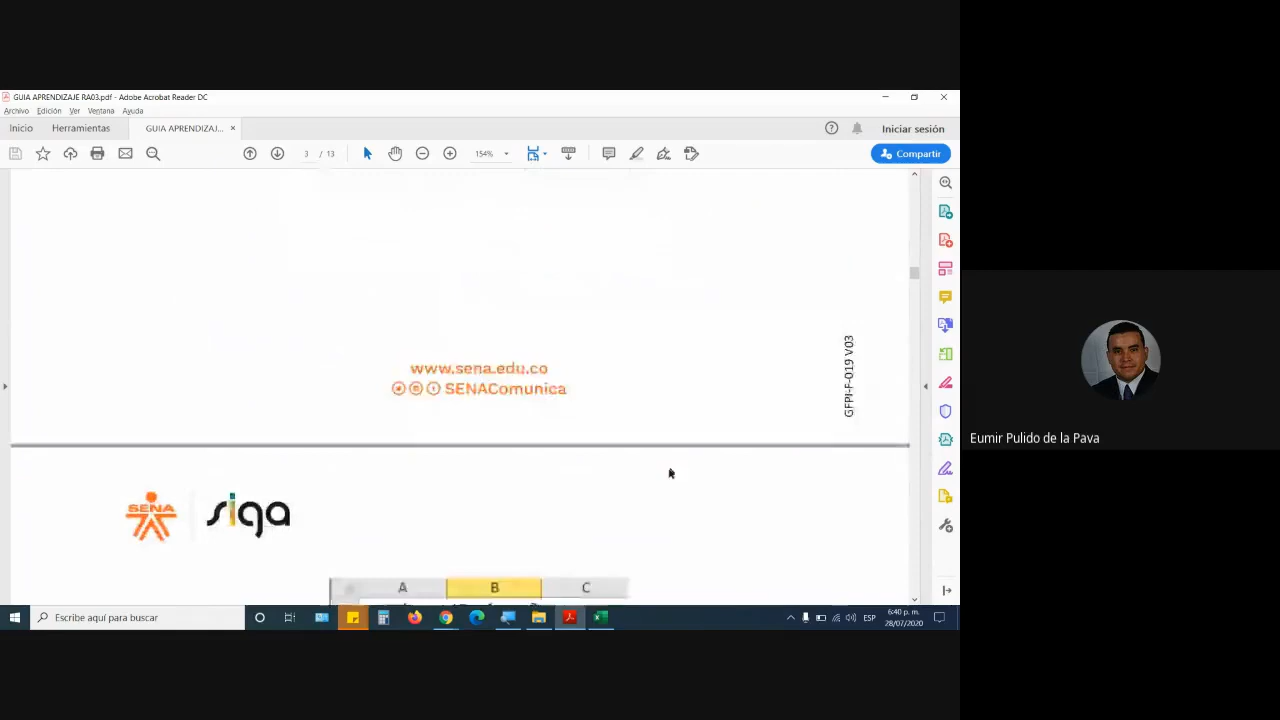 GUIA APRENDIZAJE RA03.pdf - Adobe Acrobat Reader DC
Archivo Edición Ver Ventana Ayuda
Inicio Herramientas GUIA APRENDIZAJ... × Iniciar sesión
3 / 13 154% Compartir
www.sena.edu.co
SENAComunica
GFPI-F-019 V03
SENA siga
A B C
Eumir Pulido de la Pava
Escribe aquí para buscar
ESP
6:40 p. m.
28/07/2020